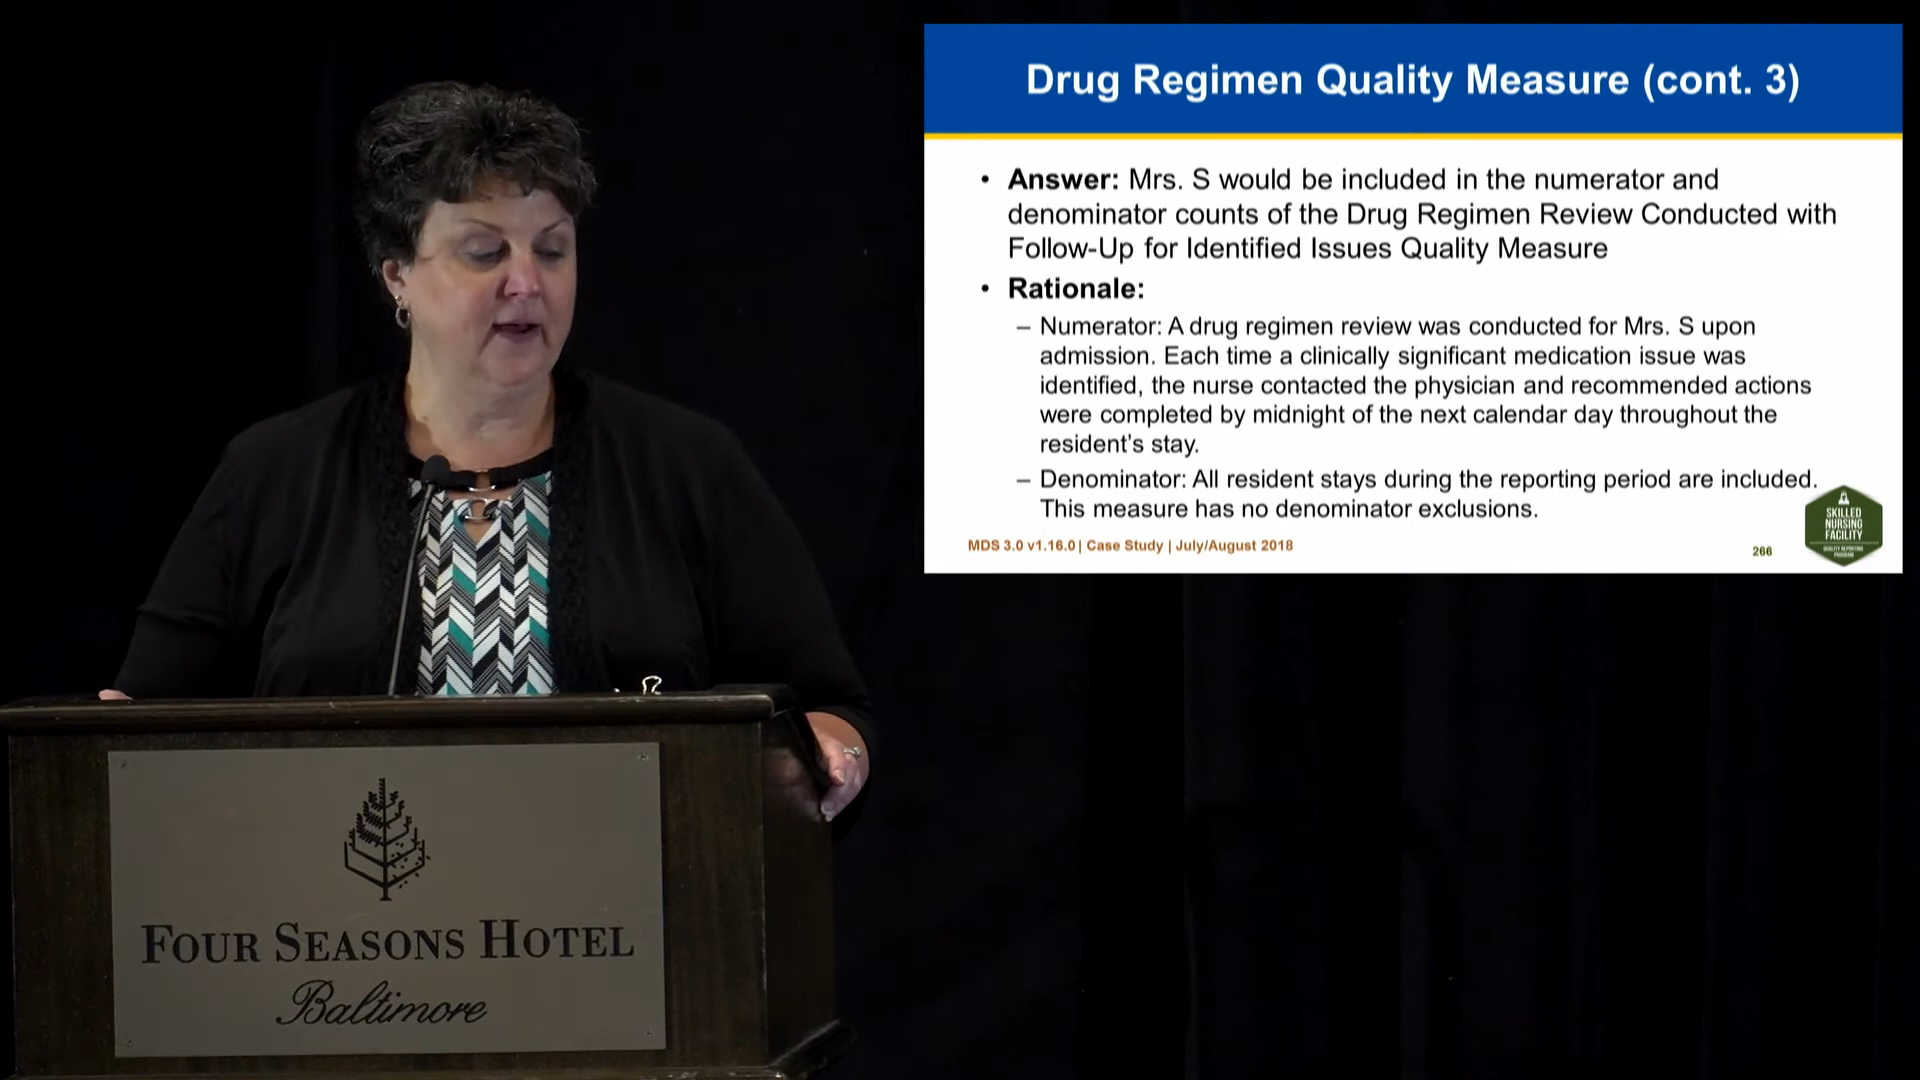 Drug Regimen Quality Measure (cont. 3)
• Answer: Mrs. S would be included in the numerator and
denominator counts of the Drug Regimen Review Conducted with
Follow-Up for Identified Issues Quality Measure
• Rationale:
– Numerator: A drug regimen review was conducted for Mrs. S upon
admission. Each time a clinically significant medication issue was
identified, the nurse contacted the physician and recommended actions
were completed by midnight of the next calendar day throughout the
resident's stay.
– Denominator: All resident stays during the reporting period are included.
This measure has no denominator exclusions.
MDS 3.0 v1.16.0 | Case Study | July/August 2018
266
SKILLED
NURSING
FACILITY
QUALITY REPORTING
PROGRAM
FOUR SEASONS HOTEL
Baltimore